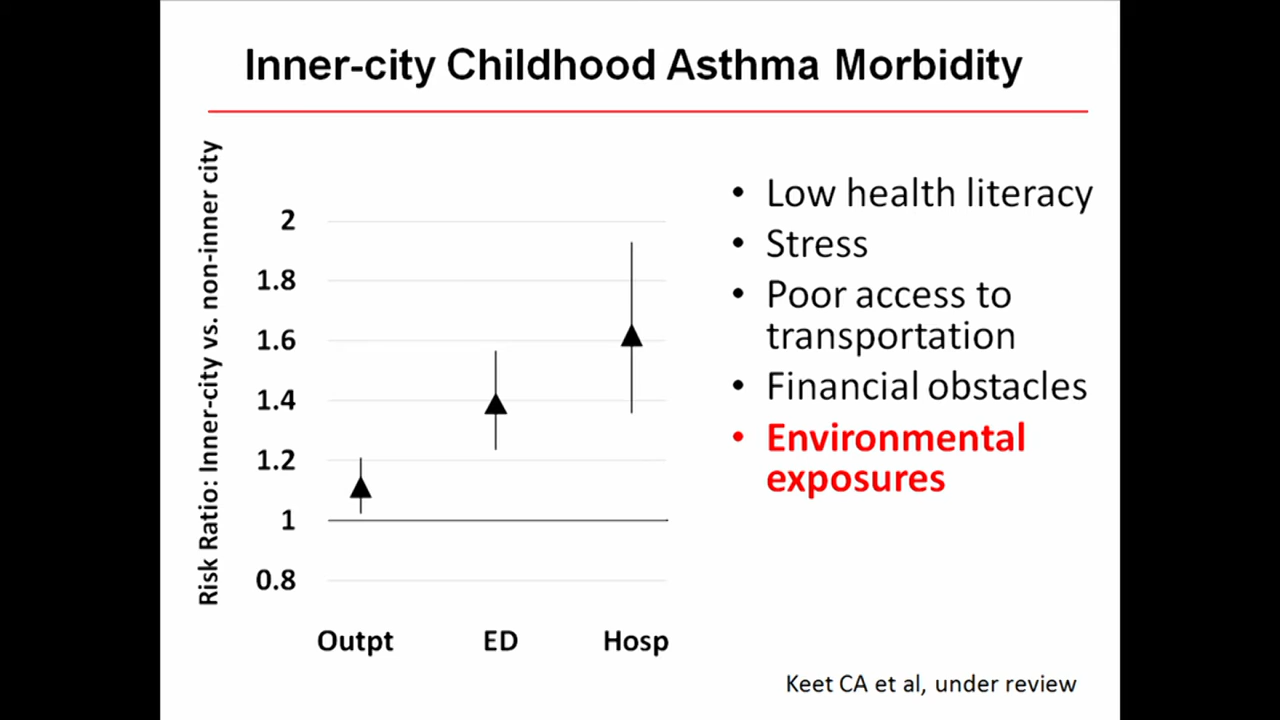 Inner-city Childhood Asthma Morbidity
Risk Ratio: Inner-city vs. non-inner city
2
1.8
1.6
1.4
1.2
1
0.8
Outpt ED Hosp
• Low health literacy
• Stress
• Poor access to
transportation
• Financial obstacles
• Environmental
exposures
Keet CA et al, under review